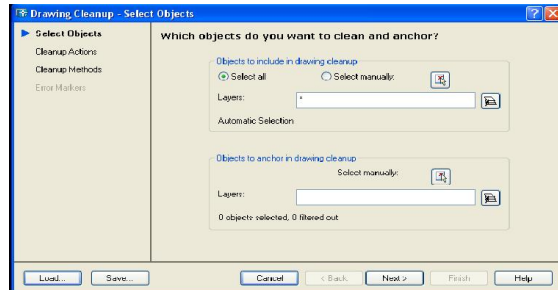 Drawing Cleanup - Select Objects
Select Objects
Cleanup Actions
Cleanup Methods
Error Markers
Which objects do you want to clean and anchor?
Objects to include in drawing cleanup
Select all Select manually:
Layers: *
Automatic Selection
Objects to anchor in drawing cleanup
Select manually:
Layers:
0 objects selected, 0 filtered out
Load... Save... Cancel < Back Next > Finish Help